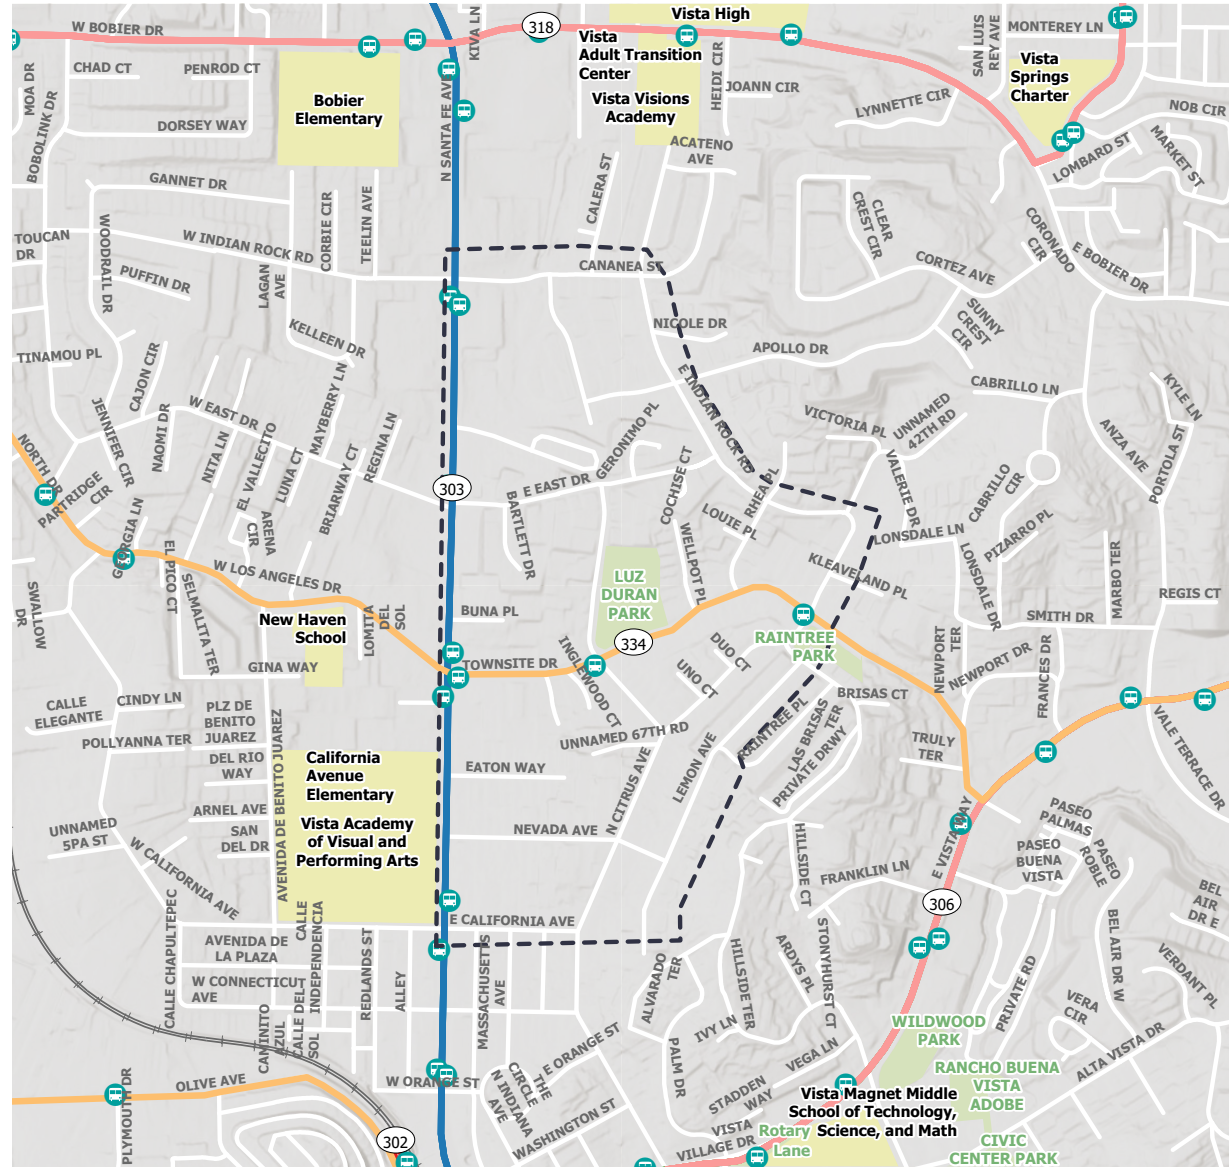 Vista High
W BOBIER DR
KIVA LN
318
Vista
Adult Transition
Center
SAN LUIS
REY AVE
MONTEREY LN
MOA DR
CHAD CT
PENROD CT
Bobier
Elementary
N SANTA FE AVE
HEIDI CIR
JOANN CIR
Vista
Springs
Charter
BOBOLINK DR
DORSEY WAY
Vista Visions
Academy
LYNNETTE CIR
NOB CIR
MARKET ST
LOMBARD ST
ACATENO
AVE
GANNET DR
CORBIE CIR
TEELIN AVE
CALERA ST
CLEAR
CREST CIR
CORONADO
CIR
E BOBIER DR
TOUCAN
DR
WOODRAIL DR
W INDIAN ROCK RD
CANANEA ST
CORTEZ AVE
PUFFIN DR
LAGAN
AVE
SUNNY
CREST
CIR
KELLEEN DR
NICOLE DR
APOLLO DR
TINAMOU PL
CAJON CIR
MAYBERRY LN
E INDIAN ROCK RD
CABRILLO LN
KYLE LN
JENNIFER CIR
NAOMI DR
W EAST DR
NITA LN
EL VALLECITO
LUNA CT
BRIARWAY CT
REGINA LN
GERONIMO PL
VICTORIA PL
UNNAMED
42TH RD
ANZA AVE
PORTOLA ST
NORTH DR
PARTRIDGE
CIR
GEORGIA LN
ARENA
CIR
303
E EAST DR
BARTLETT DR
COCHISE CT
RHEA PL
VALERIE DR
CABRILLO
CIR
LOUIE PL
LONSDALE LN
PIZARRO PL
EL PICO CT
SELMALITA TER
W LOS ANGELES DR
LUZ
DURAN
PARK
WELLPOT PL
KLEAVELAND PL
LONSDALE DR
MARBO TER
REGIS CT
SWALLOW
DR
New Haven
School
LOMITA
DEL
SOL
BUNA PL
334
RAINTREE
PARK
SMITH DR
GINA WAY
TOWNSITE DR
INGLEWOOD CT
DUO CT
UNO CT
NEWPORT
TER
NEWPORT DR
FRANCES DR
CALLE
ELEGANTE
CINDY LN
PLZ DE
BENITO
JUAREZ
BRISAS CT
VALE TERRACE DR
POLLYANNA TER
AVENIDA DE BENITO JUAREZ
UNNAMED 67TH RD
RAINTREE PL
LAS BRISAS
TER
PRIVATE DRWY
TRULY
TER
DEL RIO
WAY
California
Avenue
Elementary
EATON WAY
LEMON AVE
N CITRUS AVE
ARNEL AVE
UNNAMED
5PA ST
SAN
DEL DR
Vista Academy
of Visual and
Performing Arts
NEVADA AVE
E VISTA WAY
PASEO
PALMAS
PASEO
BUENA
VISTA
PASEO
ROBLE
W CALIFORNIA AVE
HILLSIDE CT
FRANKLIN LN
306
BEL
AIR
DR E
CALLE CHAPULTEPEC
CALLE
INDEPENDENCIA
E CALIFORNIA AVE
AVENIDA DE
LA PLAZA
REDLANDS ST
ALLEY
MASSACHUSETTS
AVE
ALVARADO
TER
HILLSIDE TER
ARDYS PL
STONYHURST CT
PRIVATE RD
BEL AIR DR W
VERDANT PL
W CONNECTICUT
AVE
CAMINITO
AZUL
CALLE DEL
SOL
IVY LN
VEGA LN
WILDWOOD
PARK
VERA
CIR
ALTA VISTA DR
E ORANGE ST
PALM DR
OLIVE AVE
W ORANGE ST
PLYMOUTH DR
N INDIANA
AVE
THE
CIRCLE
WASHINGTON ST
STADDEN
WAY
RANCHO BUENA
VISTA
ADOBE
Vista Magnet Middle
School of Technology,
Science, and Math
302
VISTA
VILLAGE DR
Rotary
Lane
CIVIC
CENTER PARK